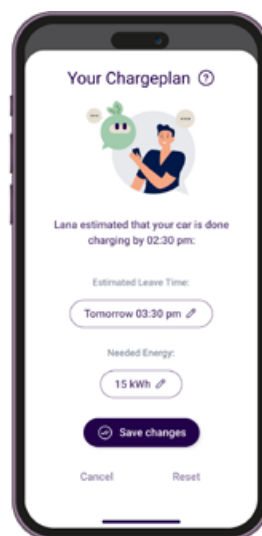 Your Chargeplan ?
Lana estimated that your car is done
charging by 02:30 pm:
Estimated Leave Time:
Tomorrow 03:30 pm
Needed Energy:
15 kWh
Save changes
Cancel Reset